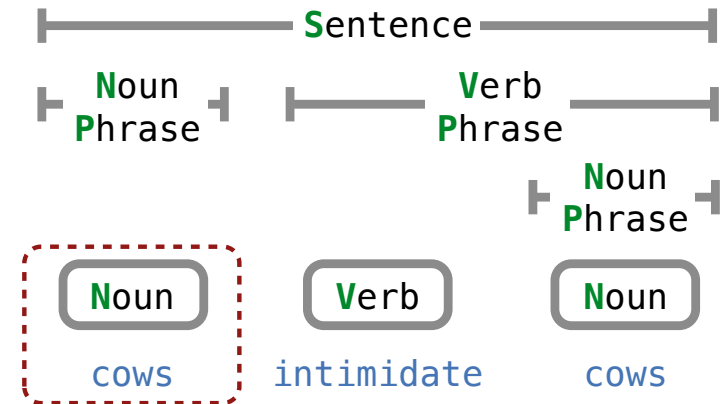 Sentence
Noun Phrase
Verb Phrase
Noun Phrase
Noun
Verb
Noun
cows
intimidate
cows